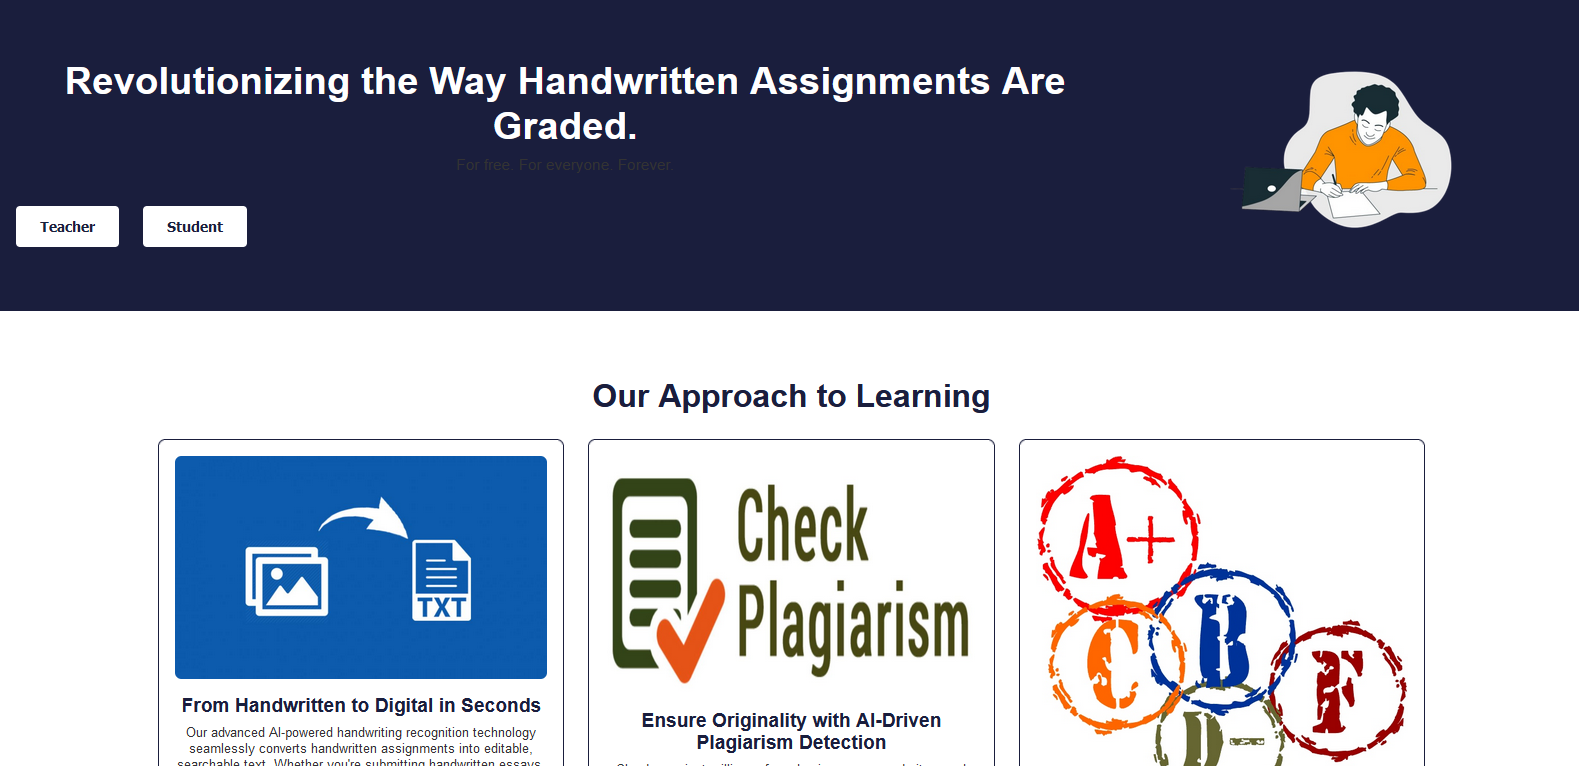 Revolutionizing the Way Handwritten Assignments Are
Graded.
For free. For everyone. Forever
Teacher
Student
Our Approach to Learning
TXT
From Handwritten to Digital in Seconds
Our advanced AI-powered handwriting recognition technology
seamlessly converts handwritten assignments into editable,
searchable text. Whether you're submitting handwritten essays,
Check
Plagiarism
Ensure Originality with AI-Driven
Plagiarism Detection
A+
B
C
F
D-